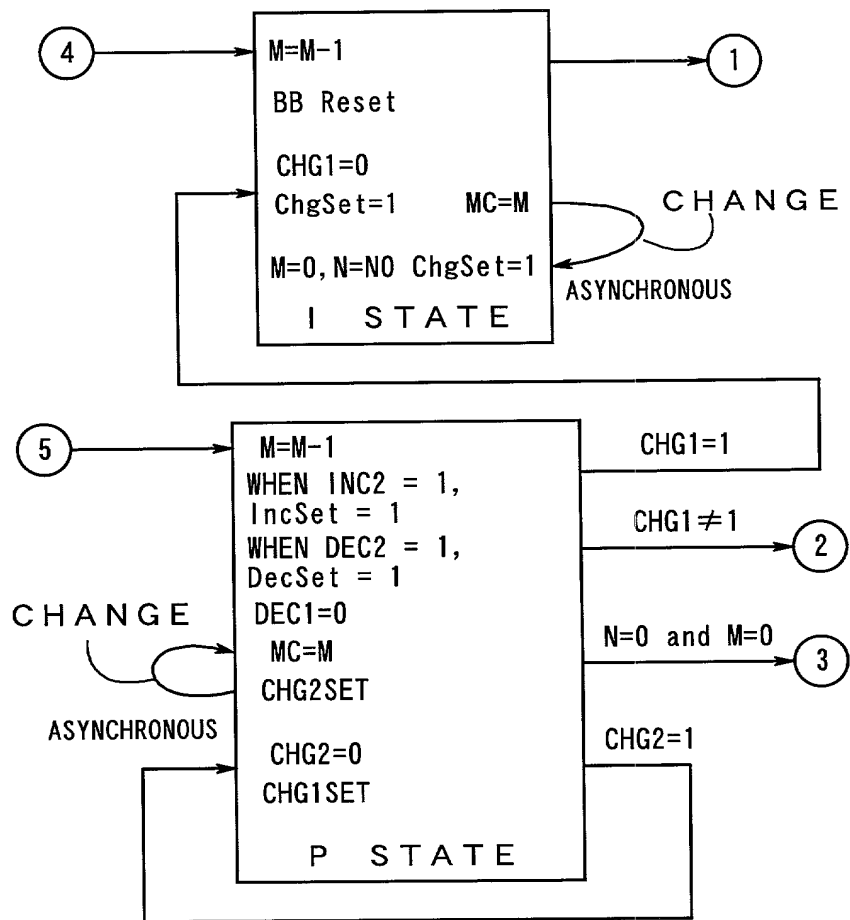 4
M=M-1
1
BB Reset
CHG1=0
ChgSet=1 MC=M
CHANGE
M=0,N=N0 ChgSet=1
ASYNCHRONOUS
I STATE
5
M=M-1
CHG1=1
WHEN INC2 = 1,
IncSet = 1
CHG1≠1
2
WHEN DEC2 = 1,
DecSet = 1
CHANGE
DEC1=0
N=0 and M=0
3
MC=M
CHG2SET
ASYNCHRONOUS
CHG2=1
CHG2=0
CHG1SET
P STATE